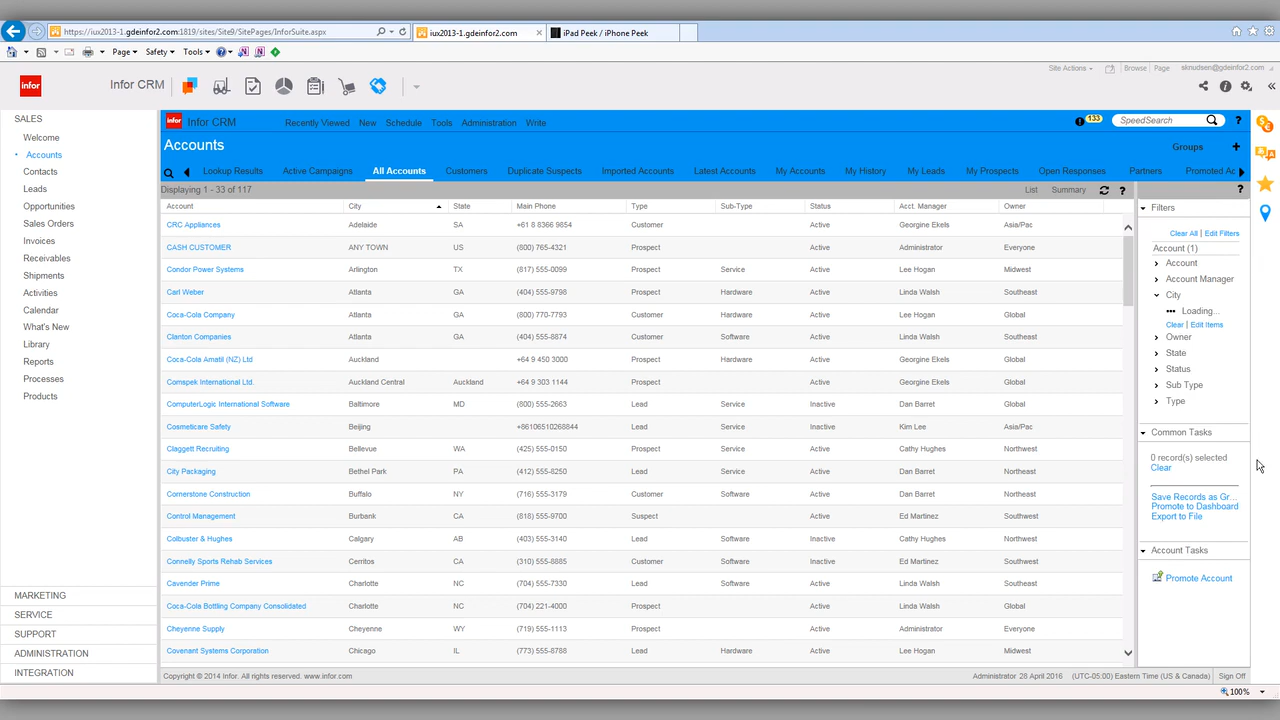 https://iux2013-1.gdeinfor2.com:1819/sites/Site9/SitePages/InforSuite.aspx
iux2013-1.gdeinfor2.com
iPad Peek / iPhone Peek
Page Safety Tools
Site Actions Browse Page sknudsen@gdeinfor2.com
infor Infor CRM
SALES
Welcome
Accounts
Contacts
Leads
Opportunities
Sales Orders
Invoices
Receivables
Shipments
Activities
Calendar
What's New
Library
Reports
Processes
Products
MARKETING
SERVICE
SUPPORT
ADMINISTRATION
INTEGRATION
infor Infor CRM Recently Viewed New Schedule Tools Administration Write 133 SpeedSearch ?
Accounts Groups +
Lookup Results Active Campaigns All Accounts Customers Duplicate Suspects Imported Accounts Latest Accounts My Accounts My History My Leads My Prospects Open Responses Partners Promoted Ac
Displaying 1 - 33 of 117 List Summary ? ?
Account City State Main Phone Type Sub-Type Status Acct. Manager Owner
CRC Appliances Adelaide SA +61 8 8366 9854 Customer Active Georgine Ekels Asia/Pac
CASH CUSTOMER ANY TOWN US (800) 765-4321 Prospect Active Administrator Everyone
Condor Power Systems Arlington TX (817) 555-0099 Prospect Service Active Lee Hogan Midwest
Carl Weber Atlanta GA (404) 555-9798 Prospect Hardware Active Linda Walsh Southeast
Coca-Cola Company Atlanta GA (800) 770-7793 Customer Hardware Active Lee Hogan Global
Clanton Companies Atlanta GA (404) 555-8874 Customer Software Active Linda Walsh Southeast
Coca-Cola Amatil (NZ) Ltd Auckland +64 9 450 3000 Prospect Hardware Active Georgine Ekels Global
Comspek International Ltd. Auckland Central Auckland +64 9 303 1144 Prospect Active Georgine Ekels Global
ComputerLogic International Software Baltimore MD (800) 555-2663 Lead Service Inactive Dan Barret Global
Cosmeticare Safety Beijing +86106510268844 Lead Service Inactive Kim Lee Asia/Pac
Claggett Recruiting Bellevue WA (425) 555-0150 Prospect Service Active Cathy Hughes Northwest
City Packaging Bethel Park PA (412) 555-8250 Lead Service Active Dan Barret Northeast
Cornerstone Construction Buffalo NY (716) 555-3179 Customer Software Active Dan Barret Northeast
Control Management Burbank CA (818) 555-9700 Suspect Active Ed Martinez Southwest
Colbuster & Hughes Calgary AB (403) 555-3140 Lead Software Inactive Cathy Hughes Northwest
Connelly Sports Rehab Services Cerritos CA (310) 555-8885 Customer Software Inactive Ed Martinez Southwest
Cavender Prime Charlotte NC (704) 555-7330 Lead Software Active Linda Walsh Southeast
Coca-Cola Bottling Company Consolidated Charlotte NC (704) 221-4000 Prospect Active Linda Walsh Global
Cheyenne Supply Cheyenne WY (719) 555-1113 Prospect Active Administrator Everyone
Covenant Systems Corporation Chicago IL (773) 555-8788 Lead Hardware Active Lee Hogan Midwest
Filters
Clear All | Edit Filters
Account (1)
Account
Account Manager
City
Loading...
Clear | Edit Items
Owner
State
Status
Sub Type
Type
Common Tasks
0 record(s) selected
Clear
Save Records as Gr...
Promote to Dashboard
Export to File
Account Tasks
Promote Account
Copyright © 2014 Infor. All rights reserved. www.infor.com Administrator 28 April 2016 (UTC-05:00) Eastern Time (US & Canada) Sign Off
100%